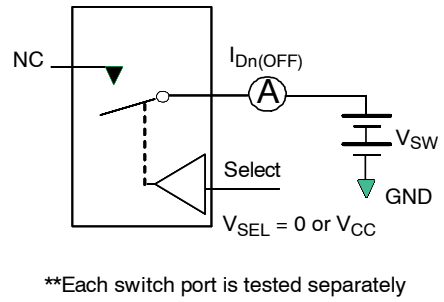 NC
I_Dn(OFF)
A
V_SW
Select
GND
V_SEL = 0 or V_CC
**Each switch port is tested separately